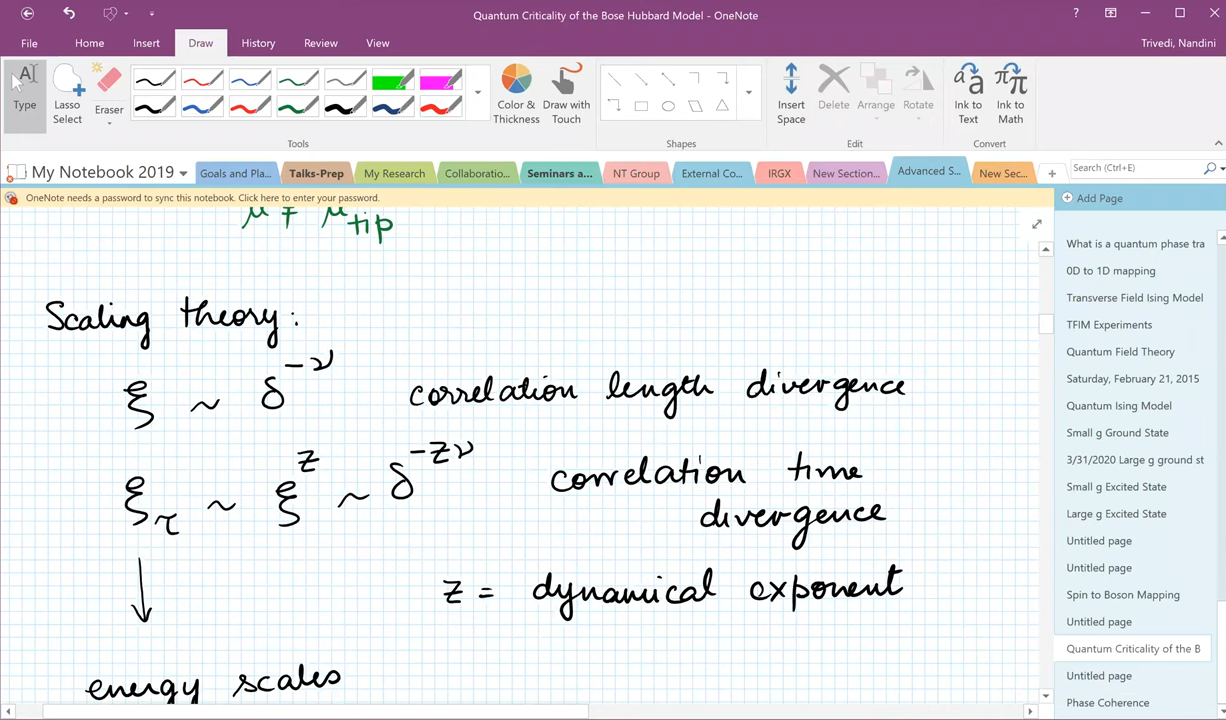 Quantum Criticality of the Bose Hubbard Model - OneNote
?
File
Home
Insert
Draw
History
Review
View
Trivedi, Nandini
Type
Lasso Select
Eraser
Color & Thickness
Draw with Touch
Insert Space
Delete
Arrange
Rotate
Ink to Text
Ink to Math
Tools
Shapes
Edit
Convert
My Notebook 2019
Goals and Pla...
Talks-Prep
My Research
Collaboratio...
Seminars a...
NT Group
External Co...
IRGX
New Section...
Advanced S...
New Sec...
Search (Ctrl+E)
OneNote needs a password to sync this notebook. Click here to enter your password.
Add Page
μ ≠ μ_tip
Scaling theory:
ξ ~ δ^{-ν} correlation length divergence
ξ_τ ~ ξ^z ~ δ^{-zν} correlation time
divergence
z = dynamical exponent
energy scales
What is a quantum phase tra
0D to 1D mapping
Transverse Field Ising Model
TFIM Experiments
Quantum Field Theory
Saturday, February 21, 2015
Quantum Ising Model
Small g Ground State
3/31/2020 Large g ground st
Small g Excited State
Large g Excited State
Untitled page
Untitled page
Spin to Boson Mapping
Untitled page
Quantum Criticality of the B
Untitled page
Phase Coherence